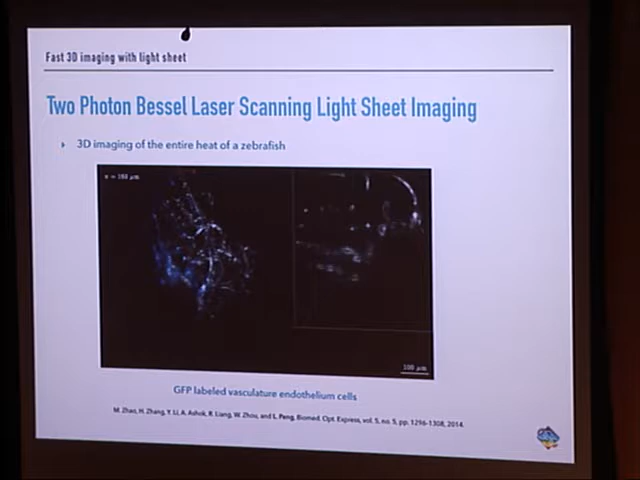 Fast 3D imaging with light sheet
Two Photon Bessel Laser Scanning Light Sheet Imaging
3D imaging of the entire heat of a zebrafish
= 168 µm
100 µm
GFP labeled vasculature endothelium cells
M. Zhao, H. Zhang, Y. Li, A. Ashok, R. Liang, W. Zhou, and L. Peng, Biomed. Opt. Express, vol. 5, no. 5, pp. 1296-1308, 2014.